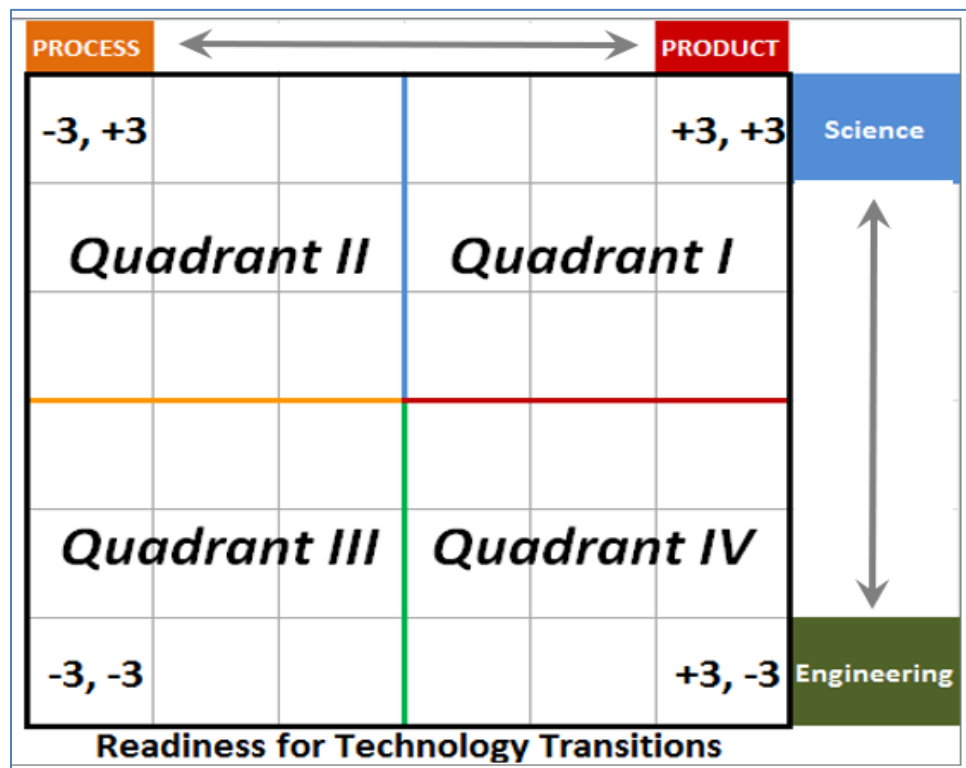 PROCESS PRODUCT
-3, +3 +3, +3 Science
Quadrant II Quadrant I
Quadrant III Quadrant IV
-3, -3 +3, -3 Engineering
Readiness for Technology Transitions